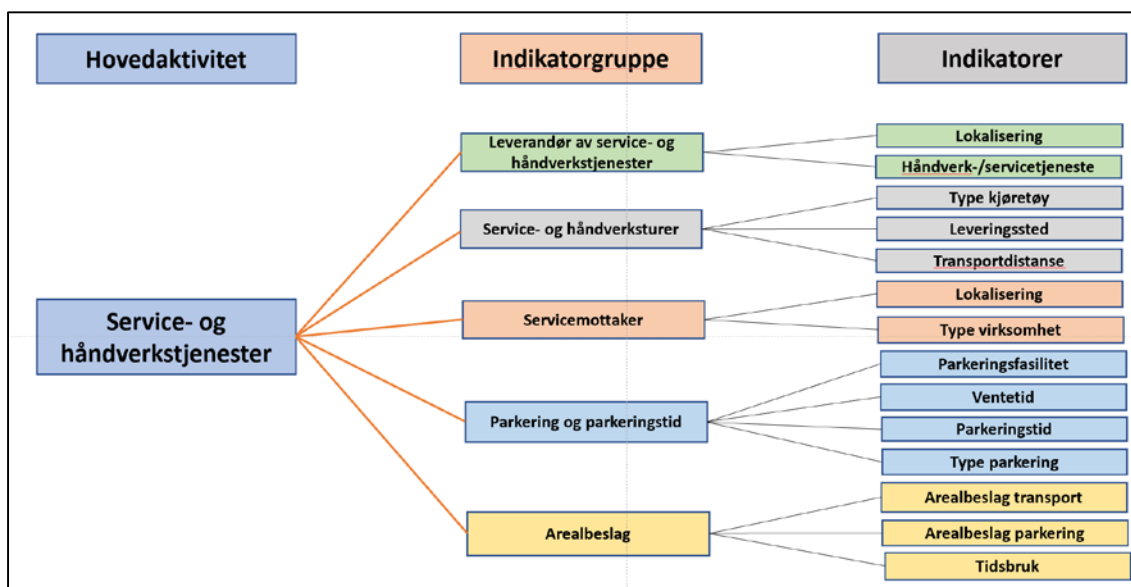 Hovedaktivitet
Indikatorgruppe
Indikatorer
Service- og
håndverkstjenester
Leverandør av service- og
håndverkstjenester
Service- og håndverksturer
Servicemottaker
Parkering og parkeringstid
Arealbeslag
Lokalisering
Håndverk-/servicetjeneste
Type kjøretøy
Leveringssted
Transportdistanse
Lokalisering
Type virksomhet
Parkeringsfasilitet
Ventetid
Parkeringstid
Type parkering
Arealbeslag transport
Arealbeslag parkering
Tidsbruk